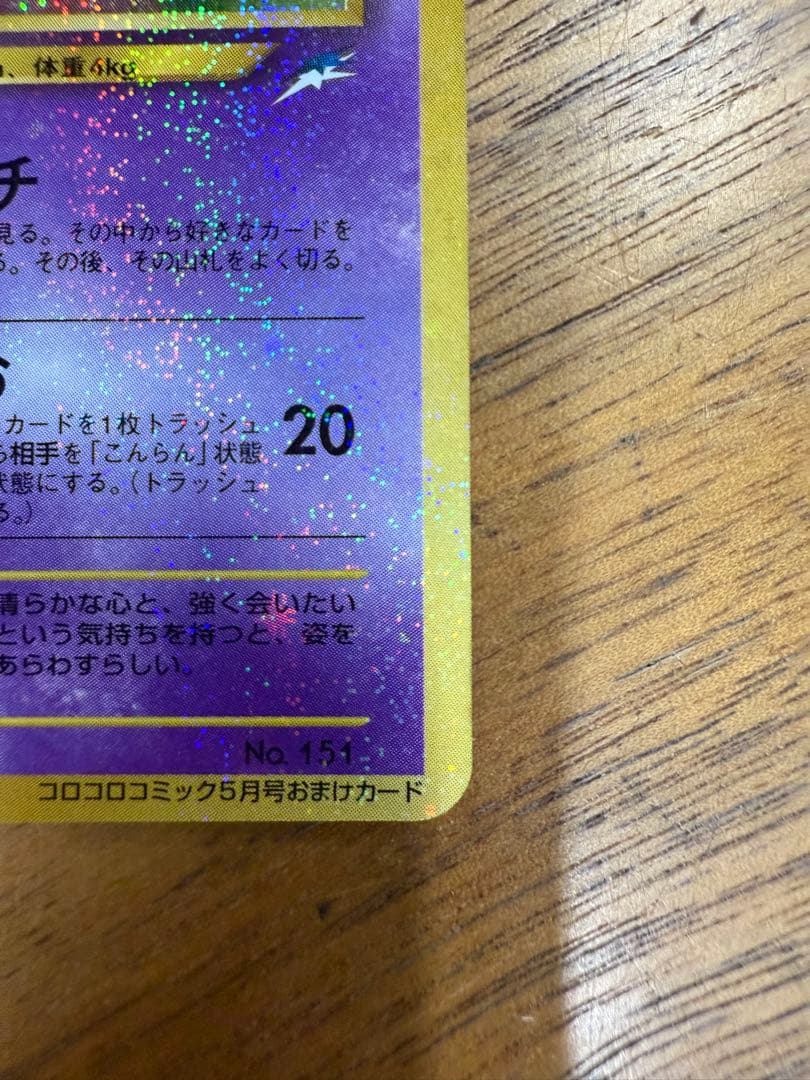 、体重4kg
チ
見る。その中から好きなカードを
る。その後、その山札をよく切る。
カードを1枚トラッシュ
20
ら相手を「こんらん」状態
状態にする。(トラッシュ
る。)
清らかな心と、強く会いたい
という気持ちを持つと、姿を
あらわすらしい。
No. 151
コロコロコミック5月号おまけカード